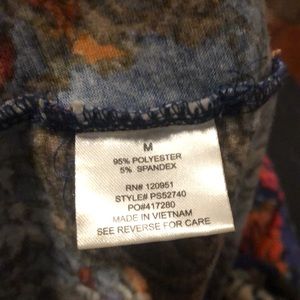 M
95% POLYESTER
5% SPANDEX
RN# 120951
STYLE# PS52740
PO#417280
MADE IN VIETNAM
SEE REVERSE FOR CARE